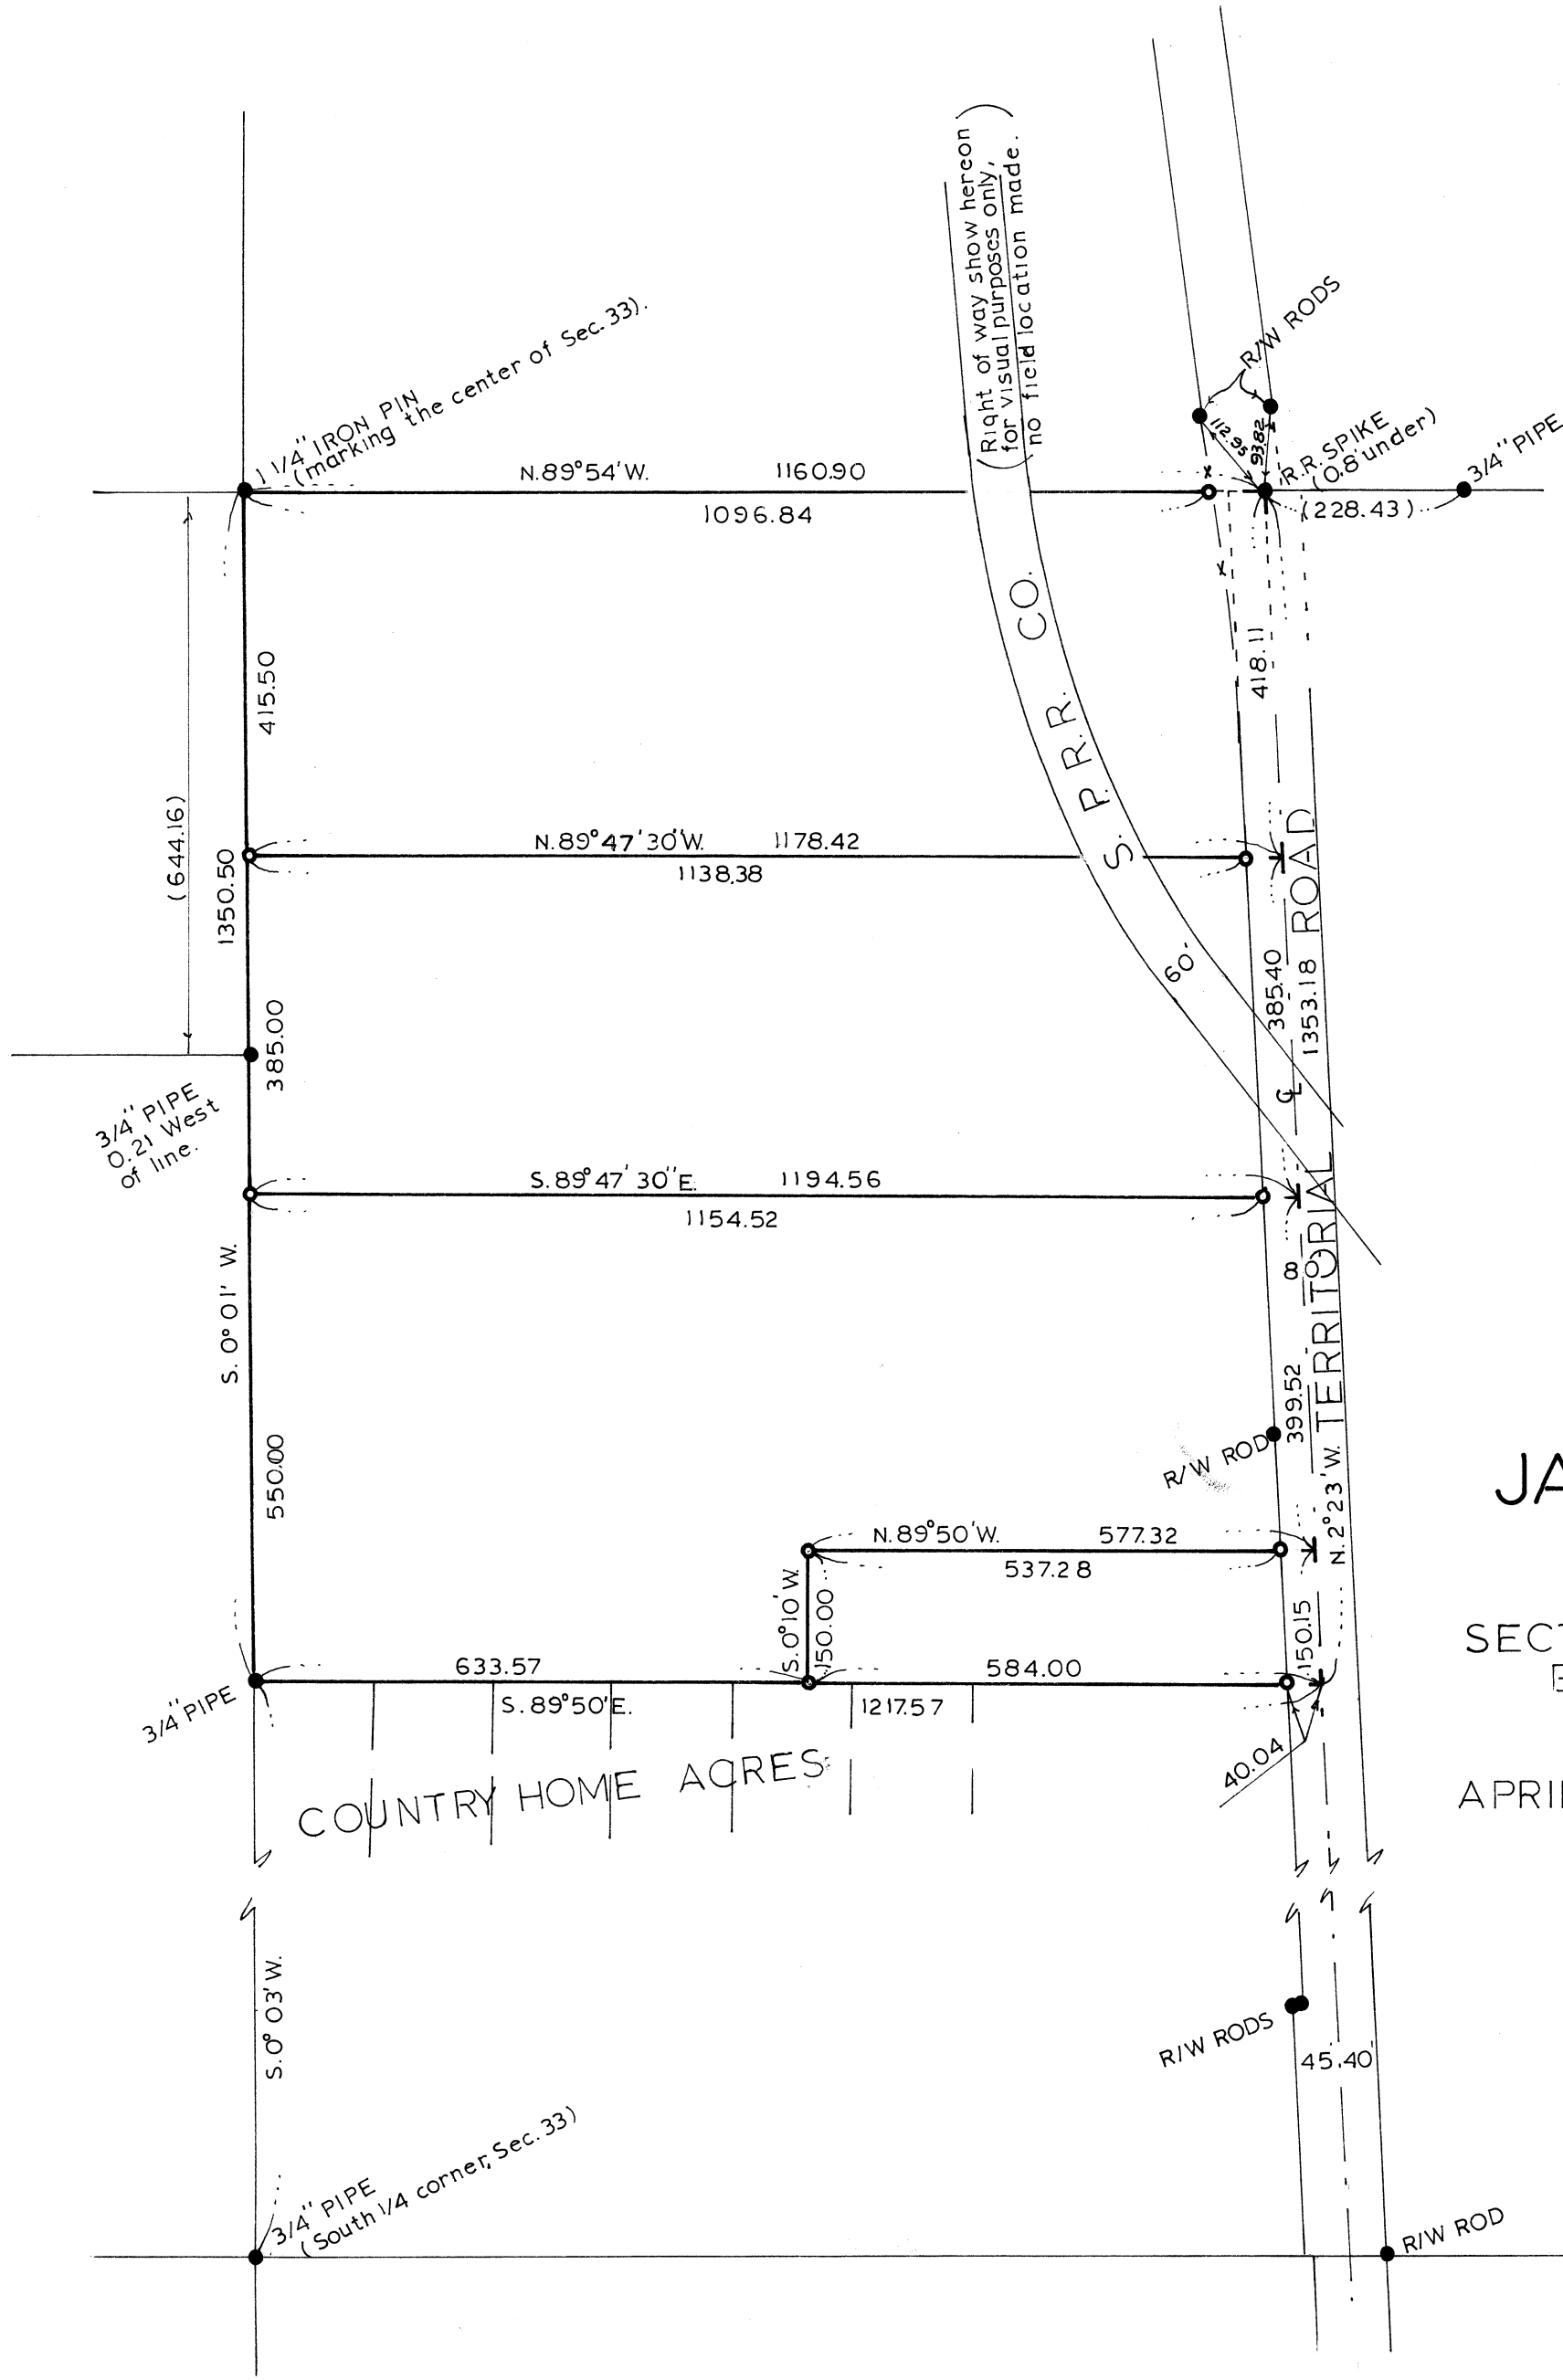 (Right of way show hereon
for visual purposes only,
no field location made.)
R/W RODS
1 1/4" IRON PIN
(marking the center of Sec. 33).
112.95
93.82
R.R. SPIKE
(0.8' under)
3/4" PIPE
N.89°54'W. 1160.90
1096.84
(228.43)
S. P. R.R. CO.
418.11
415.50
(644.16)
1350.50
N.89°47'30"W. 1178.42
1138.38
60'
385.40
1353.18
385.00
3/4" PIPE
0.21 West
of line.
℄
S.89°47'30"E. 1194.56
1154.52
80'
S. 0°01' W.
N.2°23'W. TERRITORIAL ROAD
399.52
550.00
R/W ROD
JA
N.89°50'W. 577.32
537.28
S.0°10'W.
150.00
150.15
SECT
633.57
584.00
3/4" PIPE
S.89°50'E. 1217.57
40.04
COUNTRY HOME ACRES
APRIL
S.0°03'W.
R/W RODS
45.40'
3/4" PIPE
(South 1/4 corner, Sec. 33)
R/W ROD